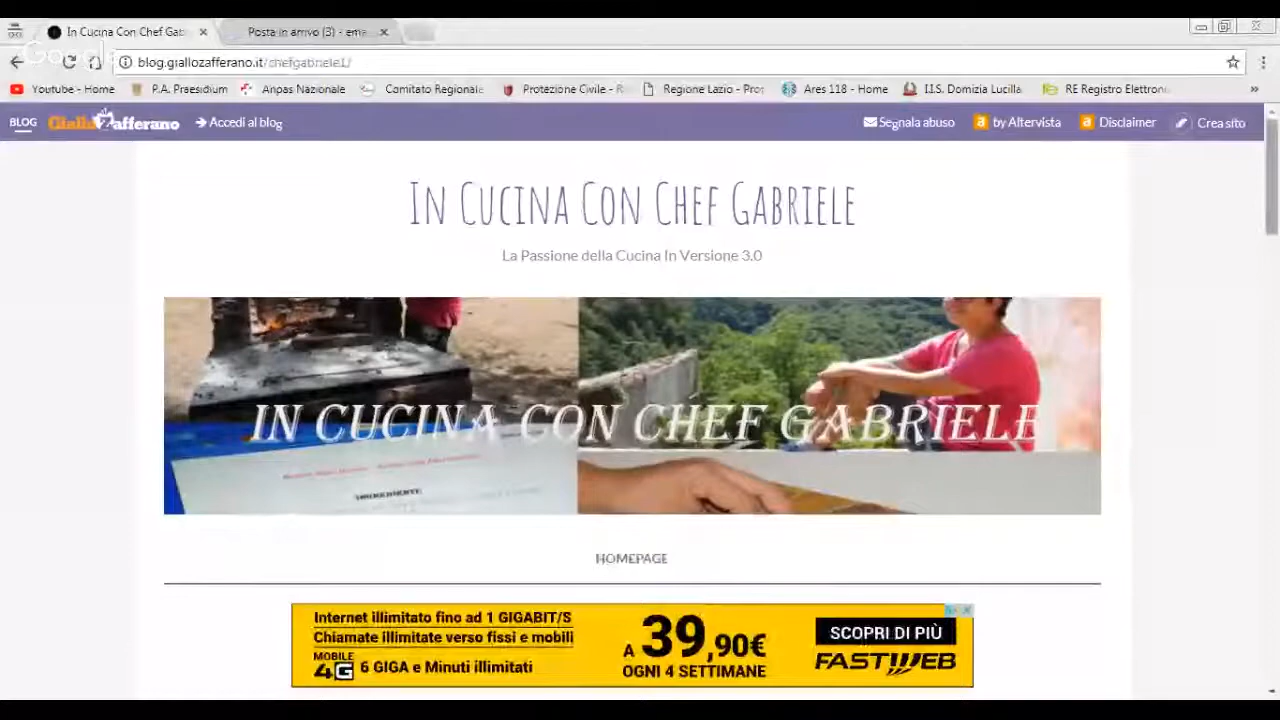 In Cucina Con Chef Gab
Posta in arrivo (3) - ema
Google
blog.giallozafferano.it/chefgabriele1/
Youtube - Home
P.A. Praesidium
Anpas Nazionale
Comitato Regionale
Protezione Civile - R
Regione Lazio - Pro
Ares 118 - Home
I.I.S. Domizia Lucilla
RE Registro Elettron
BLOG
GialloZafferano
Accedi al blog
Segnala abuso
a by Altervista
a Disclaimer
Crea sito
In Cucina Con Chef Gabriele
La Passione della Cucina In Versione 3.0
IN CUCINA CON CHEF GABRIELE
INGREDIENTI
HOMEPAGE
Internet illimitato fino ad 1 GIGABIT/S
Chiamate illimitate verso fissi e mobili
MOBILE
4G 6 GIGA e Minuti illimitati
A 39,90€
OGNI 4 SETTIMANE
SCOPRI DI PIÙ
FASTWEB